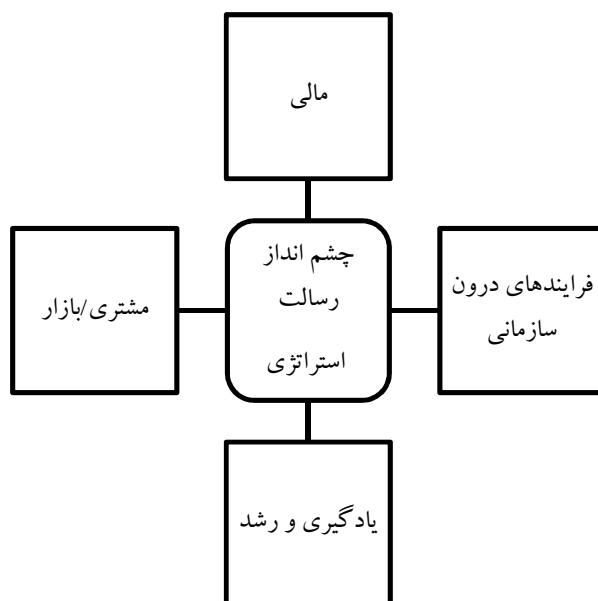 مالی
چشم انداز
رسالت
استراتژی
فرایندهای درون
سازمانی
مشتری/بازار
یادگیری و رشد